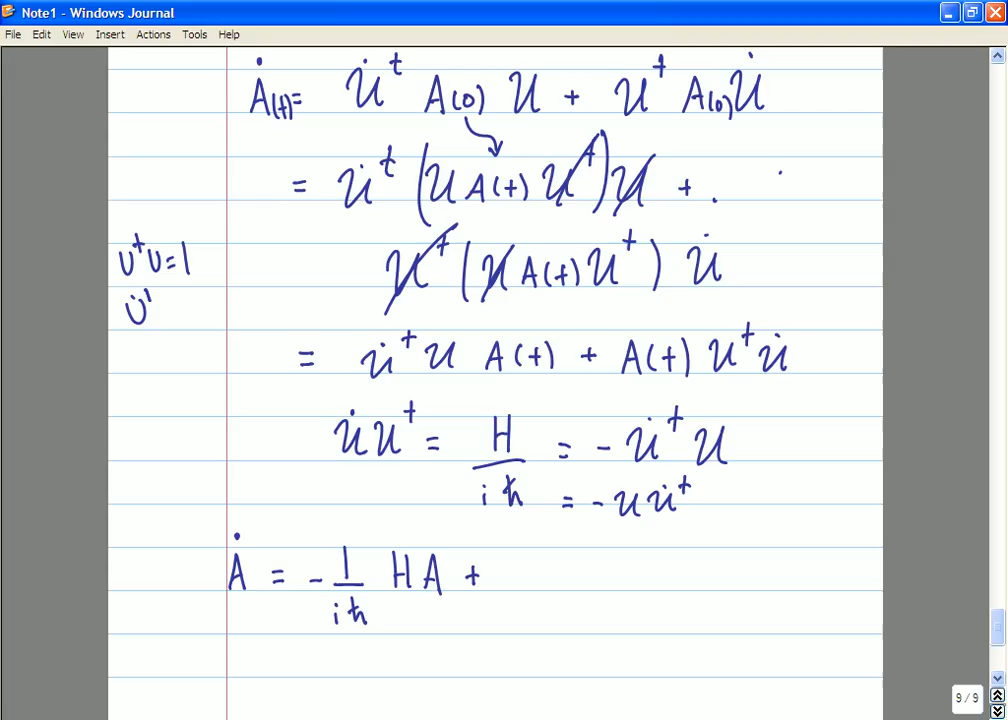 Note1 - Windows Journal
File Edit View Insert Actions Tools Help
Ȧ(t) = U̇† A(0) U + U† A(0) U̇
= U̇† (U A(t) U†) U + .
U† (U A(t) U†) U̇
U†U = 1
U̇†
= U̇† U A(t) + A(t) U† U̇
U̇ U† = H / iħ = - U̇† U
= - U U̇†
Ȧ = - 1/iħ H A +
9/9